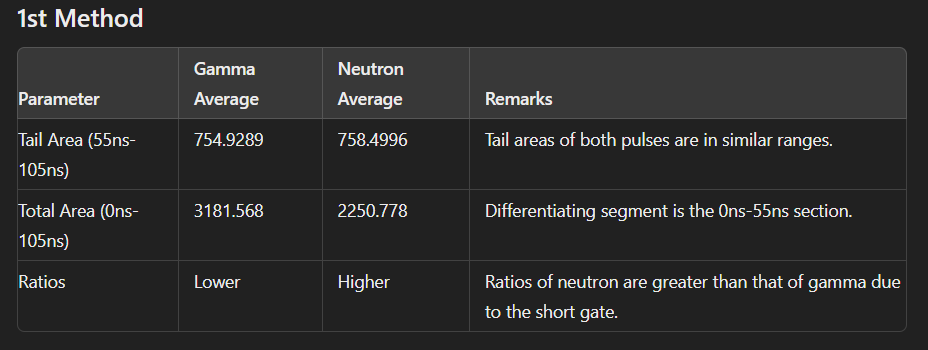 1st Method
Gamma Neutron
Parameter Average Average Remarks
Tail Area (55ns- 754.9289 758.4996 Tail areas of both pulses are in similar ranges.
105ns)
Total Area (0ns- 3181.568 2250.778 Differentiating segment is the 0ns-55ns section.
105ns)
Ratios Lower Higher Ratios of neutron are greater than that of gamma due
to the short gate.